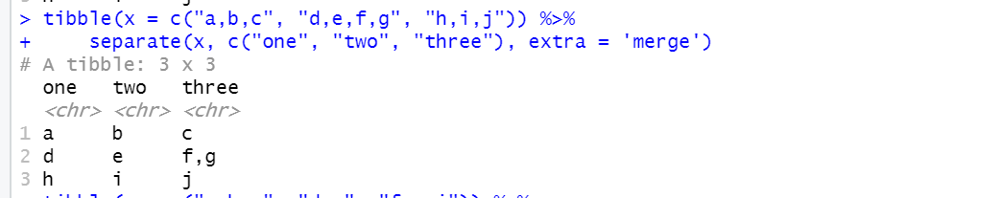 > tibble(x = c("a,b,c", "d,e,f,g", "h,i,j")) %>%
+     separate(x, c("one", "two", "three"), extra = 'merge')
# A tibble: 3 x 3
  one   two   three
  <chr> <chr> <chr>
1 a     b     c
2 d     e     f,g
3 h     i     j